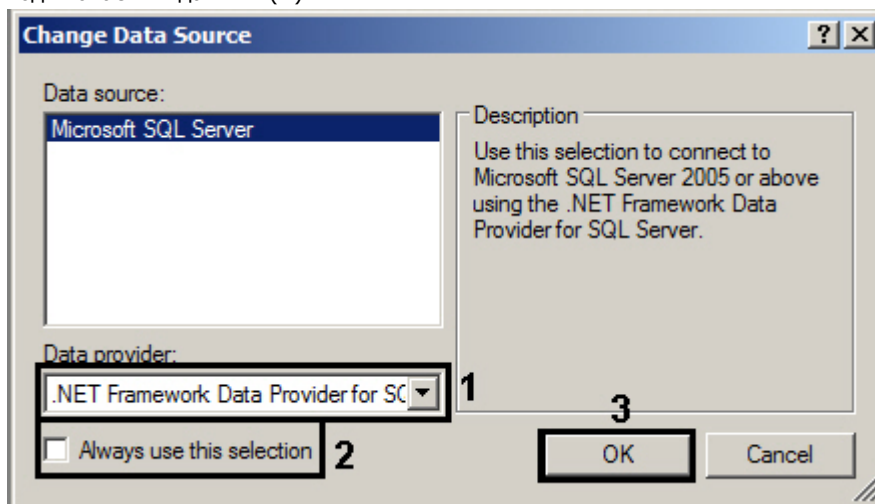 Change Data Source
Data source:
Microsoft SQL Server
Description
Use this selection to connect to
Microsoft SQL Server 2005 or above
using the .NET Framework Data
Provider for SQL Server.
Data provider:
.NET Framework Data Provider for SQ
1
Always use this selection
2
3
OK
Cancel